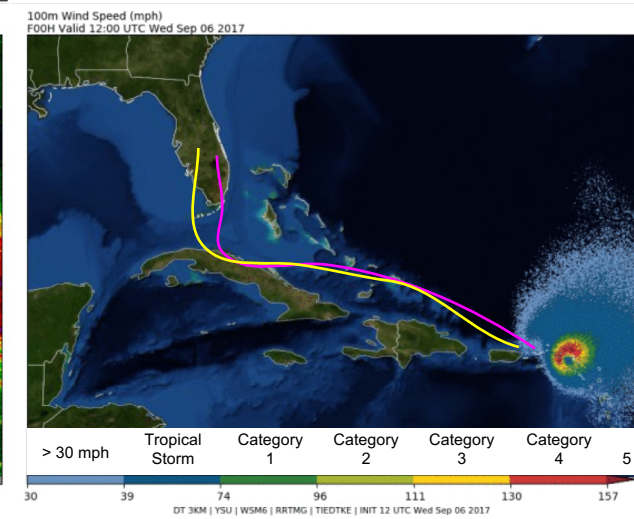 100m Wind Speed (mph)
F00H Valid 12:00 UTC Wed Sep 06 2017
> 30 mph
Tropical
Storm
Category
1
Category
2
Category
3
Category
4
5
30 39 74 96 111 130 157
DT 3KM | YSU | WSM6 | RRTMG | TIEDTKE | INIT 12 UTC Wed Sep 06 2017